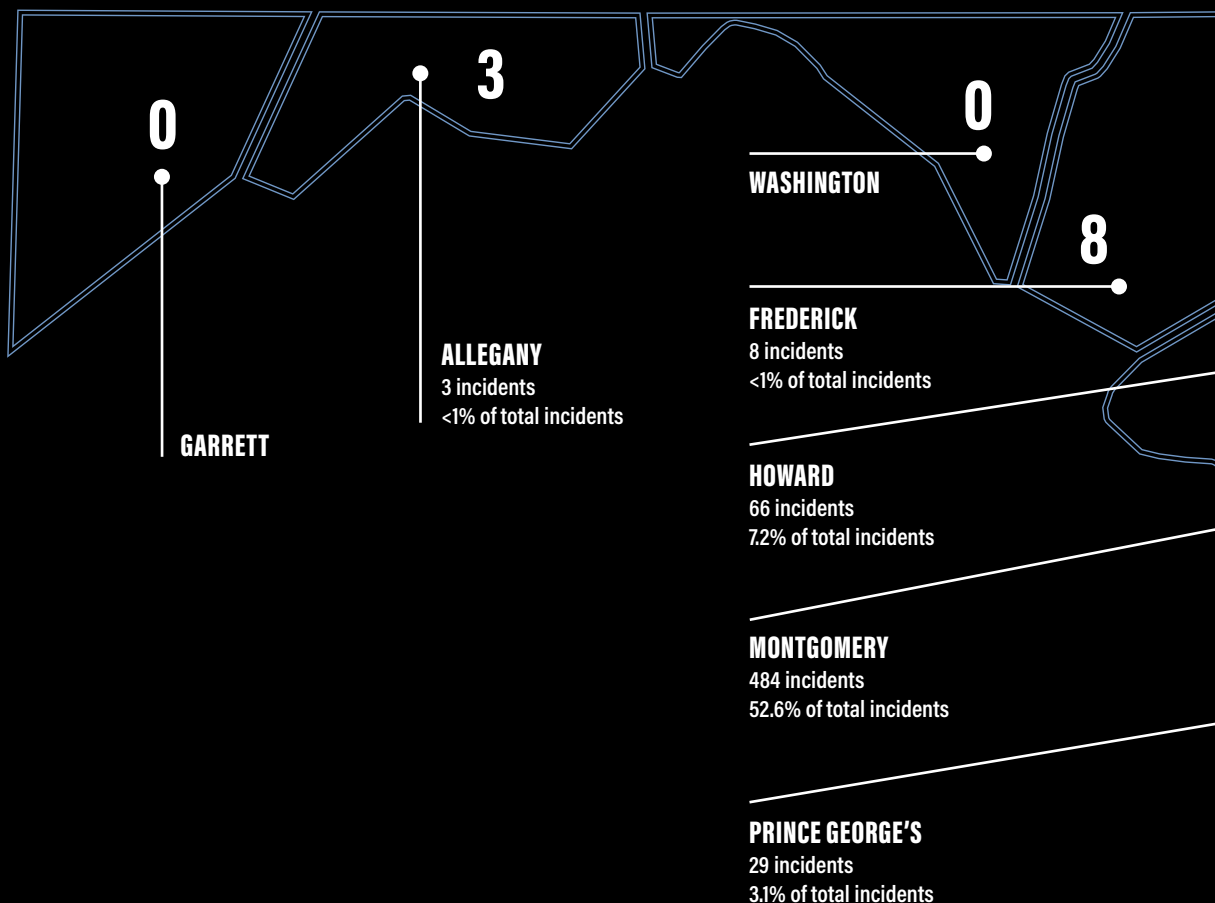 0
GARRETT
3
ALLEGANY
3 incidents
<1% of total incidents
0
WASHINGTON
8
FREDERICK
8 incidents
<1% of total incidents
HOWARD
66 incidents
7.2% of total incidents
MONTGOMERY
484 incidents
52.6% of total incidents
PRINCE GEORGE'S
29 incidents
3.1% of total incidents